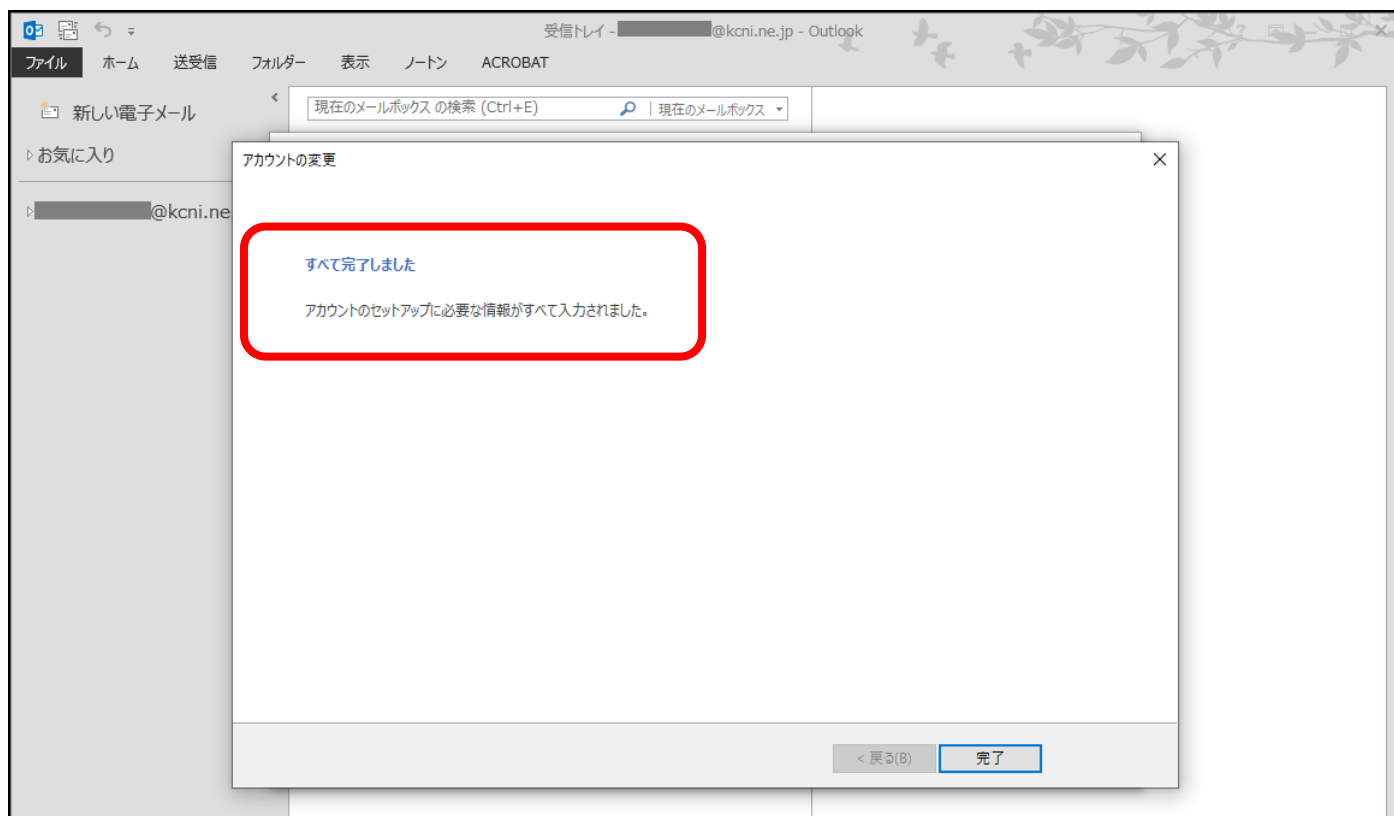 受信トレイ - @kcni.ne.jp - Outlook
ファイル ホーム 送受信 フォルダー 表示 ノートン ACROBAT
新しい電子メール
現在のメールボックス の検索 (Ctrl+E) 現在のメールボックス
お気に入り
@kcni.ne
アカウントの変更
すべて完了しました
アカウントのセットアップに必要な情報がすべて入力されました。
< 戻る(B) 完了